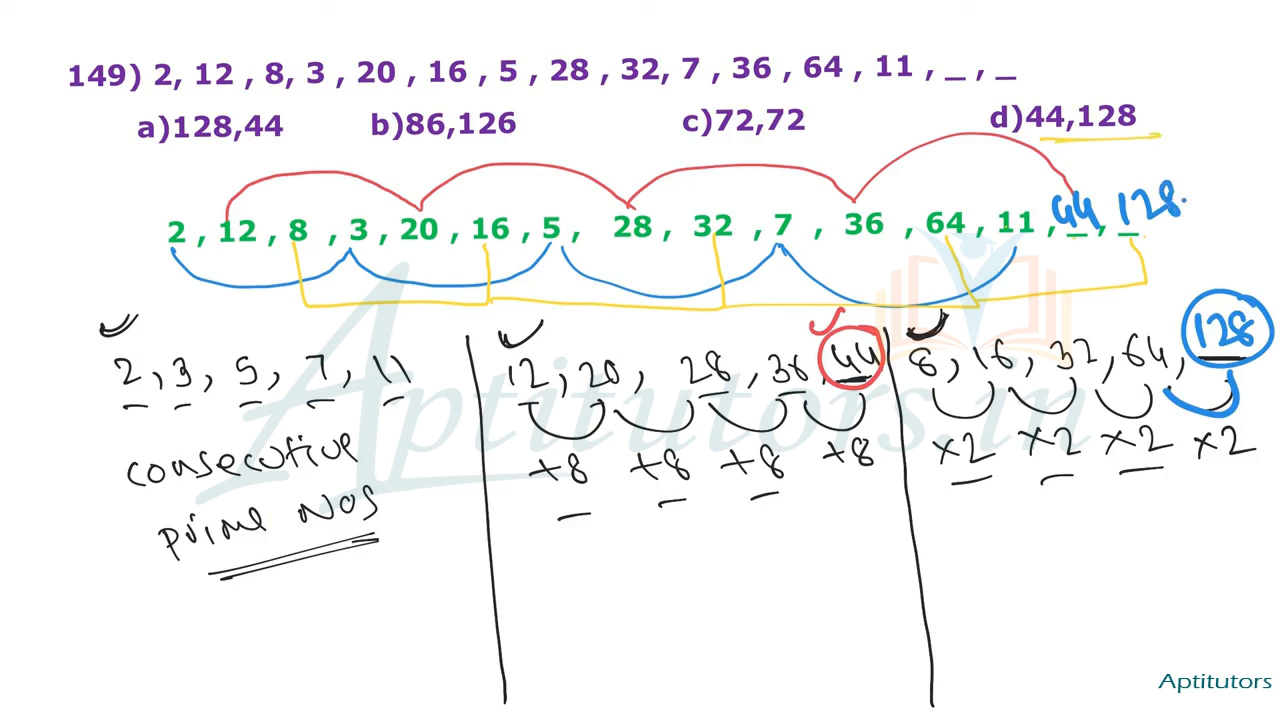 149) 2, 12 , 8, 3 , 20 , 16 , 5 , 28 , 32, 7 , 36 , 64 , 11 , _ , _
a)128,44 b)86,126 c)72,72 d)44,128
2 , 12 , 8 , 3 , 20 , 16 , 5 , 28 , 32 , 7 , 36 , 64 , 11 , 44 , 128.
2 , 3 , 5 , 7 , 11 12 , 20 , 28 , 36 , 44 8 , 16 , 32 , 64 , 128
consecutive +8 +8 +8 +8 ×2 ×2 ×2 ×2
prime NOS
Aptitutors.in
Aptitutors